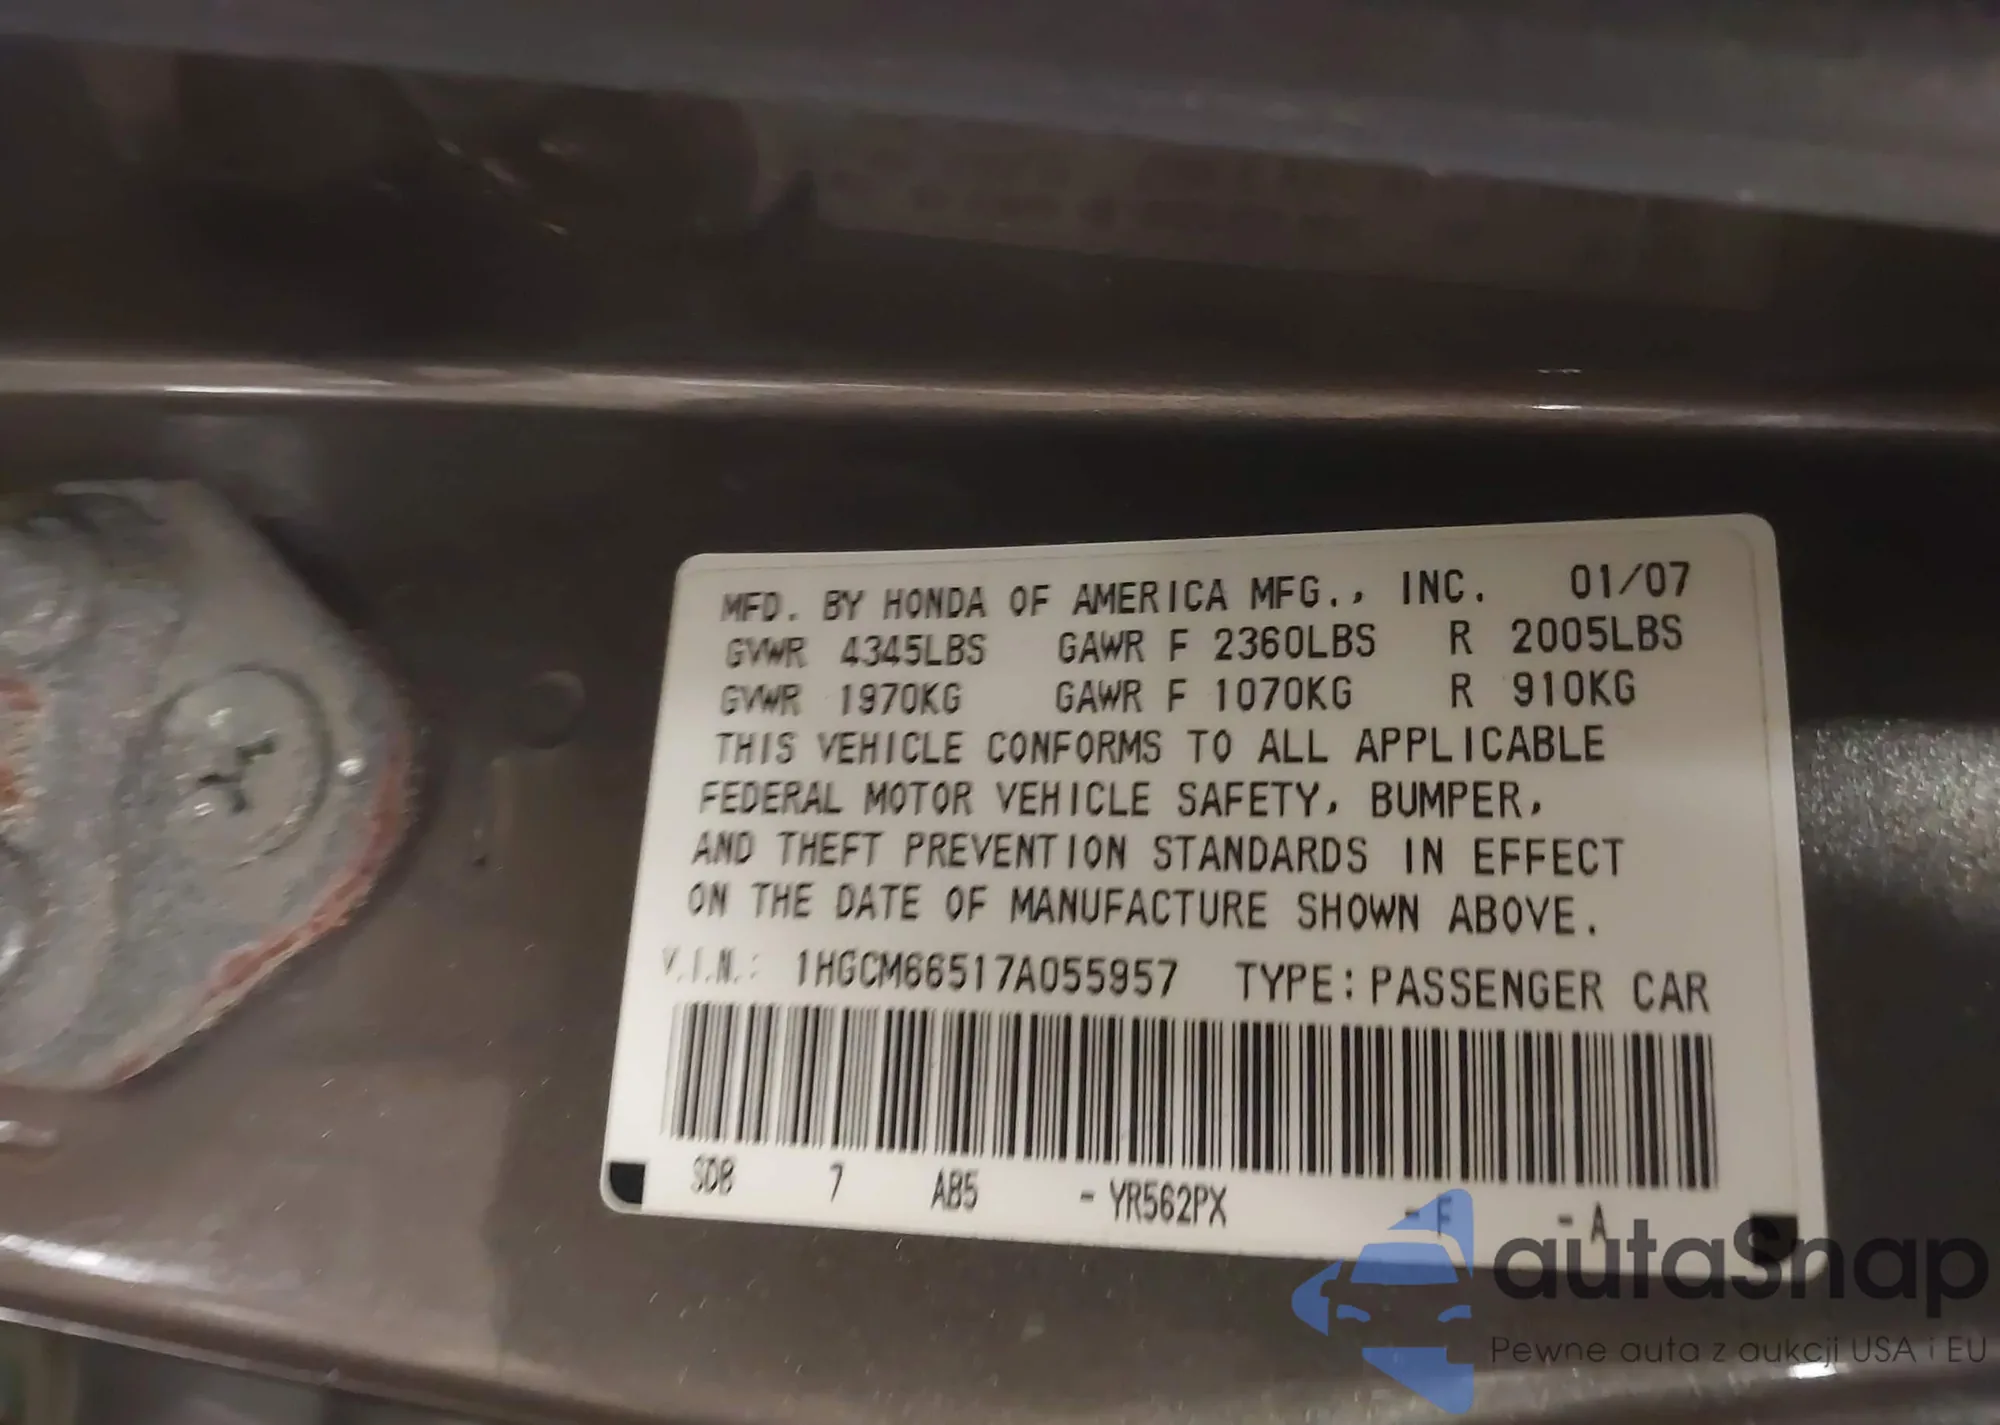 MFD. BY HONDA OF AMERICA MFG., INC. 01/07
GVWR 4345LBS GAWR F 2360LBS R 2005LBS
GVWR 1970KG GAWR F 1070KG R 910KG
THIS VEHICLE CONFORMS TO ALL APPLICABLE
FEDERAL MOTOR VEHICLE SAFETY, BUMPER,
AND THEFT PREVENTION STANDARDS IN EFFECT
ON THE DATE OF MANUFACTURE SHOWN ABOVE.
V.I.N.: 1HGCM66517A055957 TYPE: PASSENGER CAR
SDB 7 AB5 - YR562PX - F - A
autaSnap
Pewne auta z aukcji USA i EU